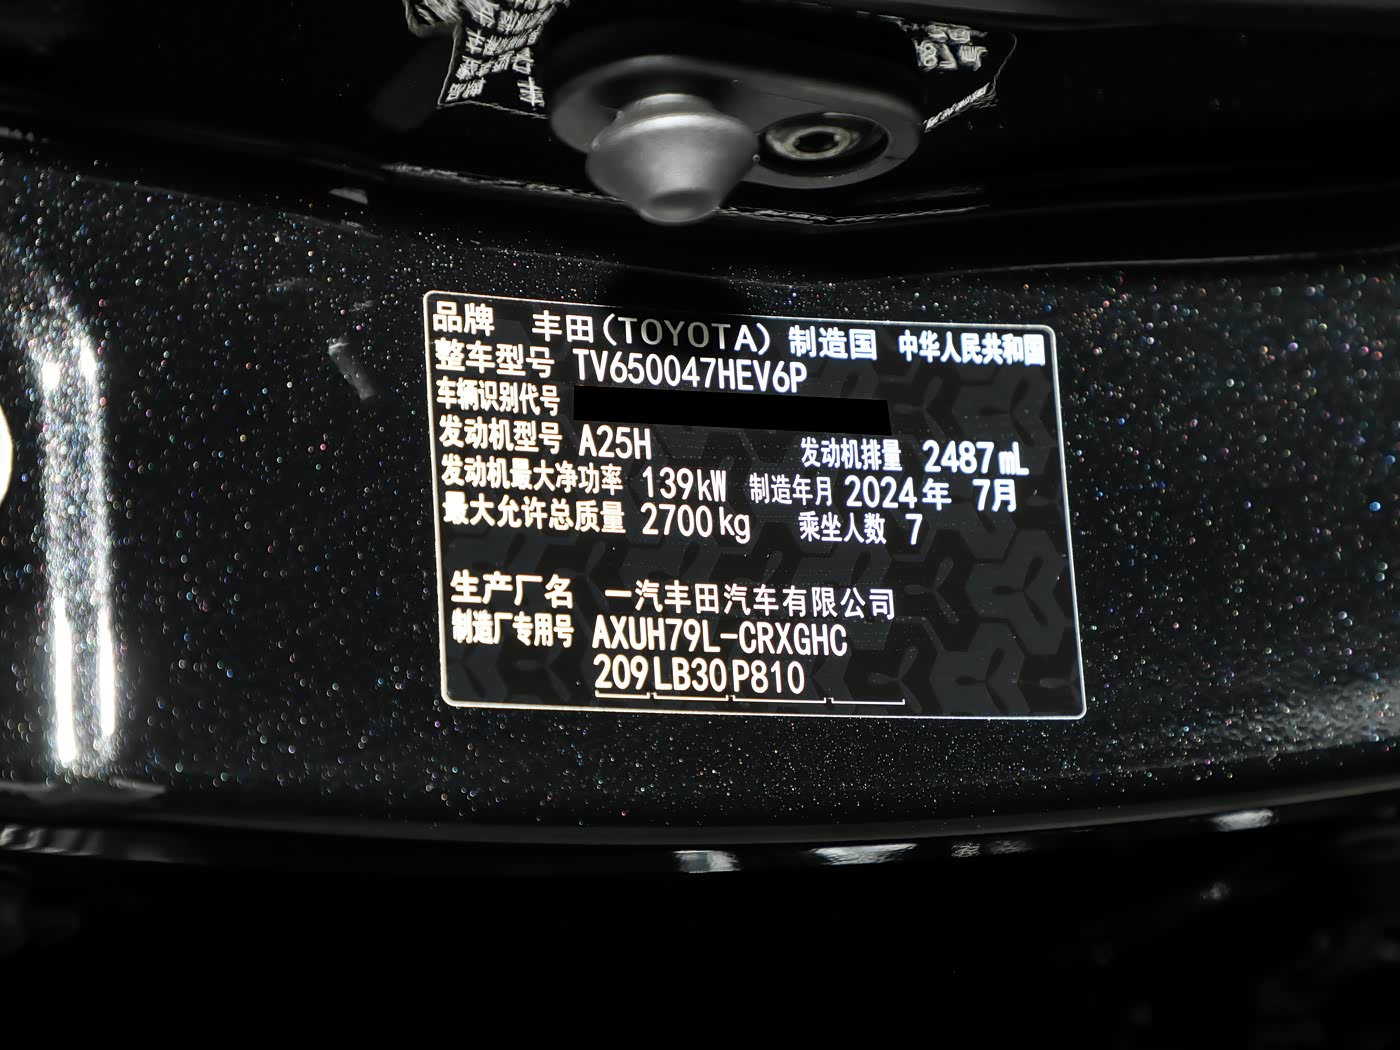 品牌 丰田(TOYOTA) 制造国 中华人民共和国
整车型号 TV650047HEV6P
车辆识别代号
发动机型号 A25H 发动机排量 2487mL
发动机最大净功率 139kW 制造年月 2024年 7月
最大允许总质量 2700kg 乘坐人数 7
生产厂名 一汽丰田汽车有限公司
制造厂专用号 AXUH79L-CRXGHC
209LB30P810